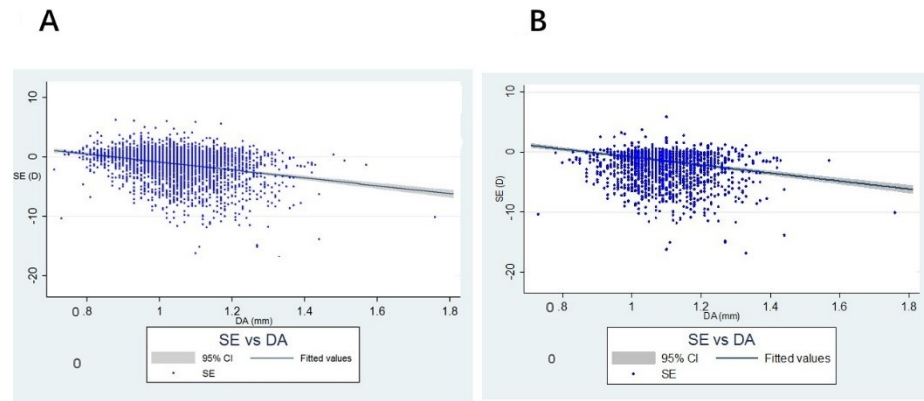 A
B
10
0
SE (D)
-10
-20
0 .8
1
1.2
1.4
1.6
1.8
DA (mm)
SE vs DA
95% CI
Fitted values
SE
0
10
0
SE (D)
-10
-20
0 .8
1
1.2
1.4
1.6
1.8
DA (mm)
SE vs DA
95% CI
Fitted values
SE
0